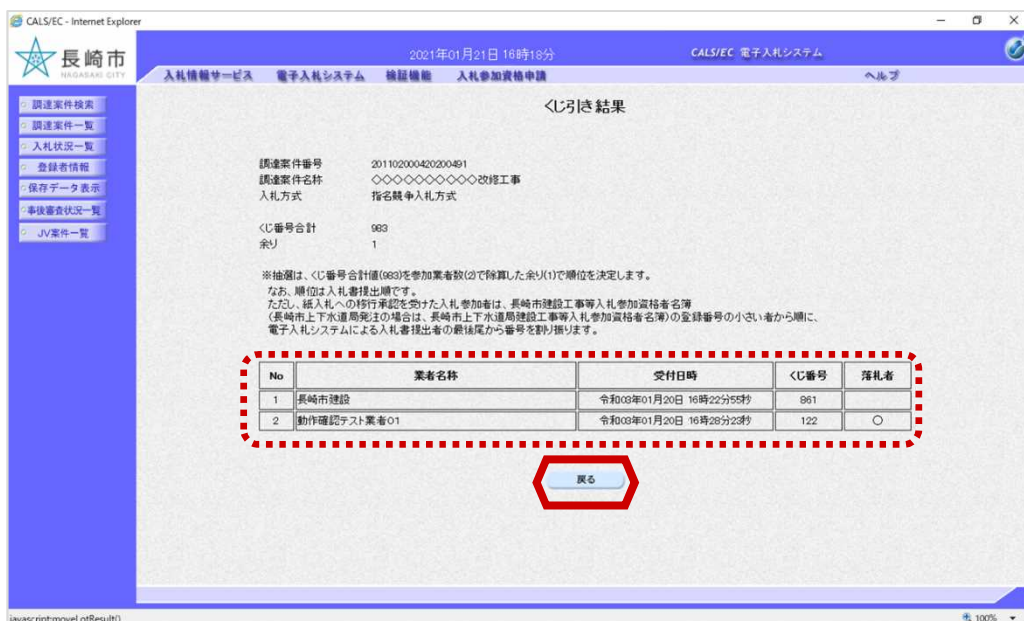 CALS/EC - Internet Explorer
長崎市
NAGASAKI CITY
2021年01月21日 16時18分
CALS/EC 電子入札システム
入札情報サービス 電子入札システム 検証機能 入札参加資格申請 ヘルプ
調達案件検索
調達案件一覧
入札状況一覧
登録者情報
保存データ表示
事後審査状況一覧
JV案件一覧
くじ引き結果
調達案件番号 201102000420200491
調達案件名称 ◇◇◇◇◇◇◇◇◇◇改修工事
入札方式 指名競争入札方式
くじ番号合計 983
余り 1
※抽選は、くじ番号合計値(983)を参加業者数(2)で除算した余り(1)で順位を決定します。
なお、順位は入札書提出順です。
ただし、紙入札への移行承認を受けた入札参加者は、長崎市建設工事等入札参加資格者名簿
(長崎市上下水道局発注の場合は、長崎市上下水道局建設工事等入札参加資格者名簿)の登録番号の小さい者から順に、
電子入札システムによる入札書提出者の最後尾から番号を割り振ります。
No 業者名称 受付日時 くじ番号 落札者
1 長崎市建設 令和03年01月20日 16時22分55秒 861
2 動作確認テスト業者01 令和03年01月20日 16時28分23秒 122 ○
戻る
javascript:moveLotResult()
100%